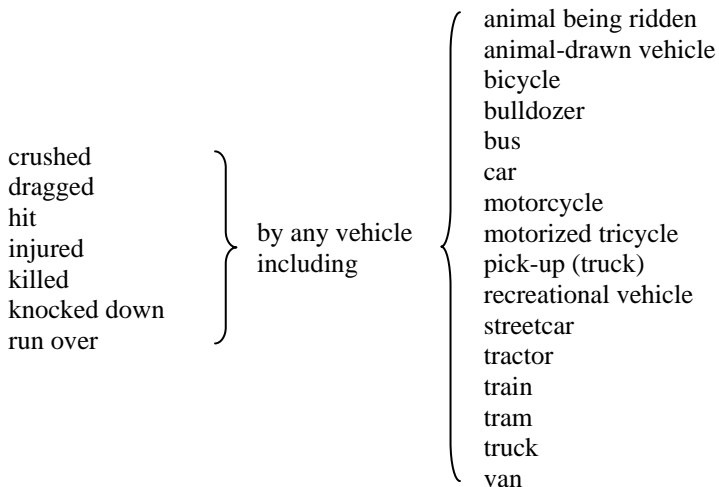 crushed
dragged
hit
injured
killed
knocked down
run over
by any vehicle
including
animal being ridden
animal-drawn vehicle
bicycle
bulldozer
bus
car
motorcycle
motorized tricycle
pick-up (truck)
recreational vehicle
streetcar
tractor
train
tram
truck
van